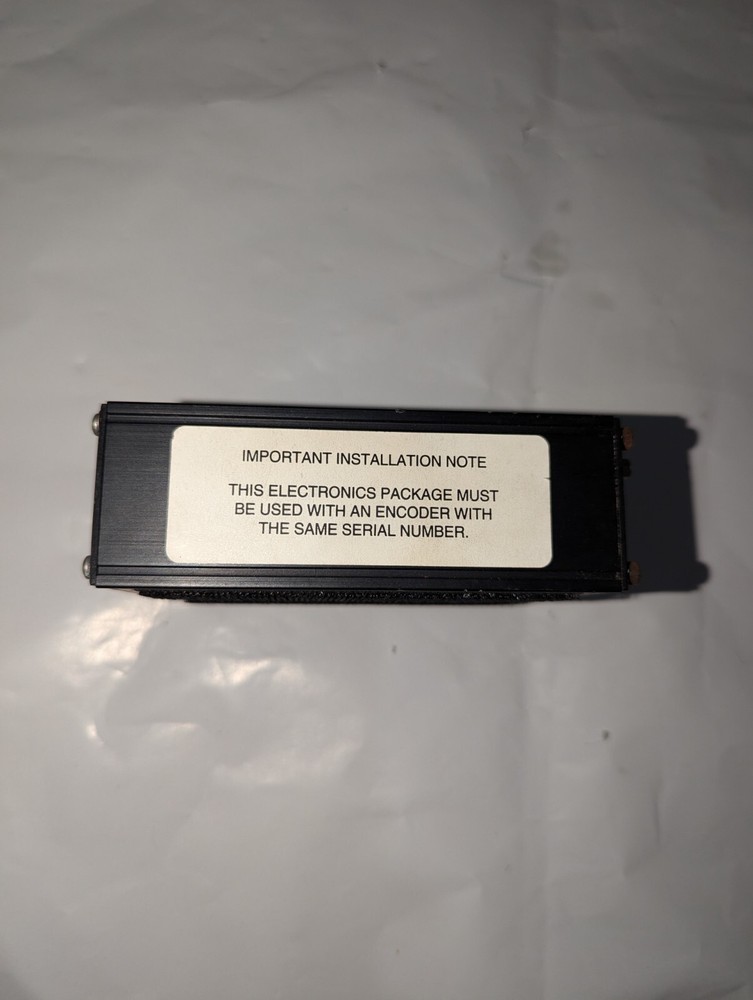 IMPORTANT INSTALLATION NOTE
THIS ELECTRONICS PACKAGE MUST
BE USED WITH AN ENCODER WITH
THE SAME SERIAL NUMBER.